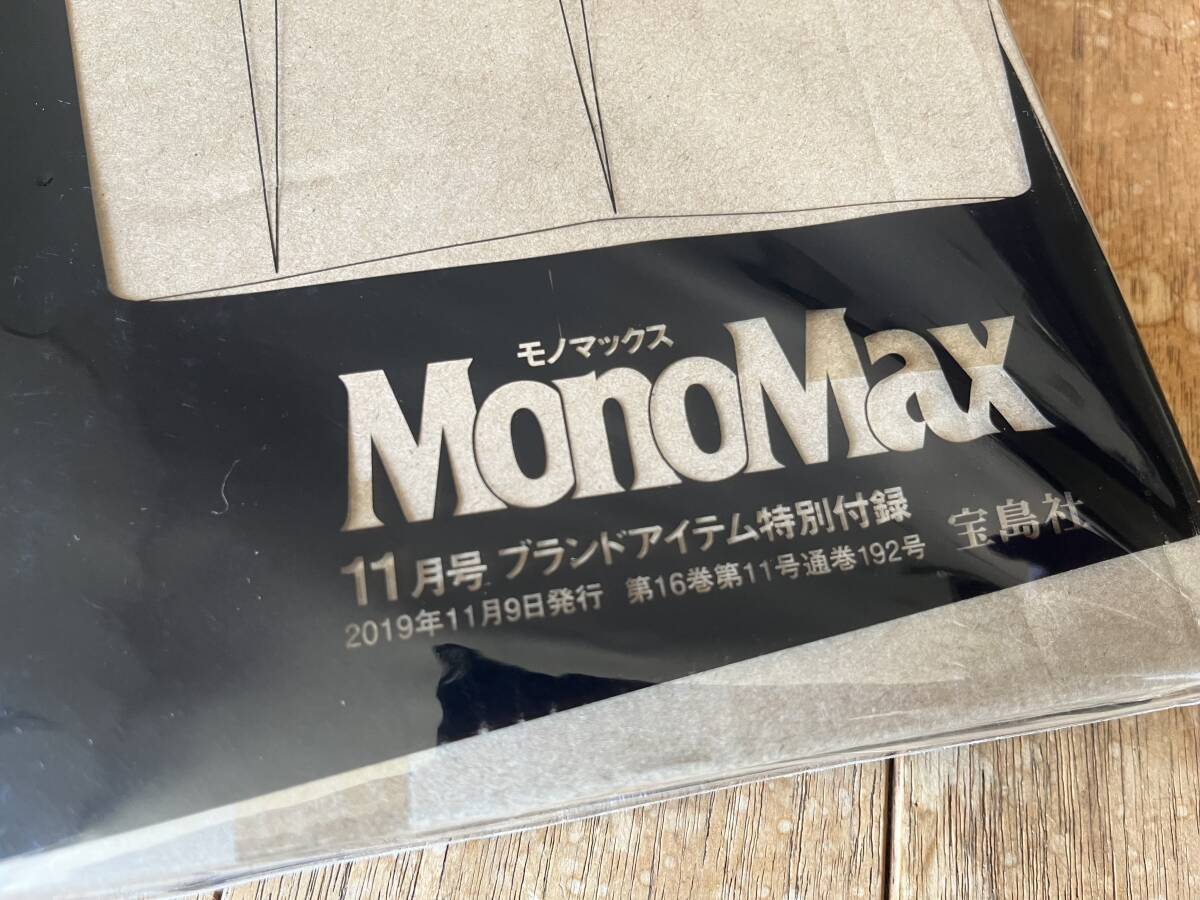 モノマックス
MonoMax
11月号 ブランドアイテム特別付録
2019年11月9日発行 第16巻第11号通巻192号
宝島社